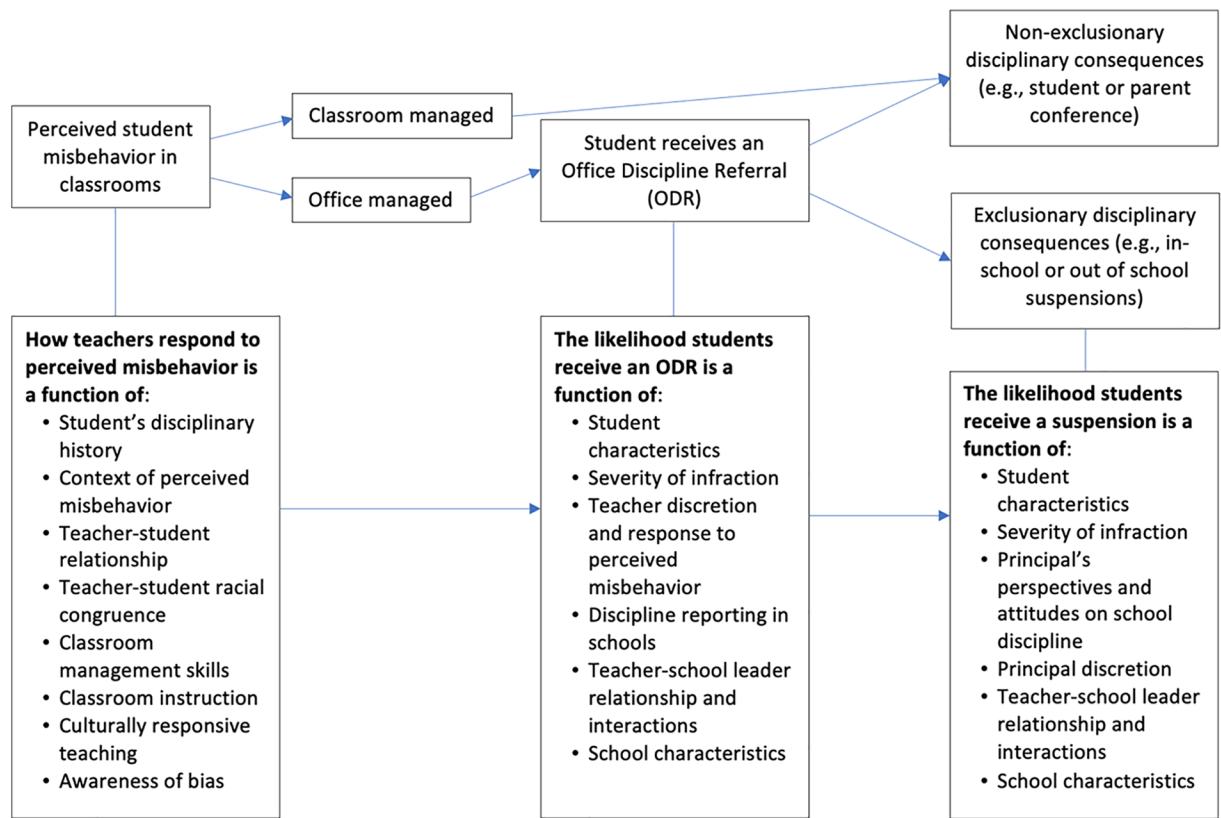 Perceived student
misbehavior in
classrooms
Classroom managed
Office managed
Student receives an
Office Discipline Referral
(ODR)
Non-exclusionary
disciplinary consequences
(e.g., student or parent
conference)
Exclusionary disciplinary
consequences (e.g., in-
school or out of school
suspensions)
How teachers respond to
perceived misbehavior is
a function of:
• Student’s disciplinary
history
• Context of perceived
misbehavior
• Teacher-student
relationship
• Teacher-student racial
congruence
• Classroom
management skills
• Classroom instruction
• Culturally responsive
teaching
• Awareness of bias
The likelihood students
receive an ODR is a
function of:
• Student
characteristics
• Severity of infraction
• Teacher discretion
and response to
perceived
misbehavior
• Discipline reporting in
schools
• Teacher-school leader
relationship and
interactions
• School characteristics
The likelihood students
receive a suspension is a
function of:
• Student
characteristics
• Severity of infraction
• Principal’s
perspectives and
attitudes on school
discipline
• Principal discretion
• Teacher-school leader
relationship and
interactions
• School characteristics